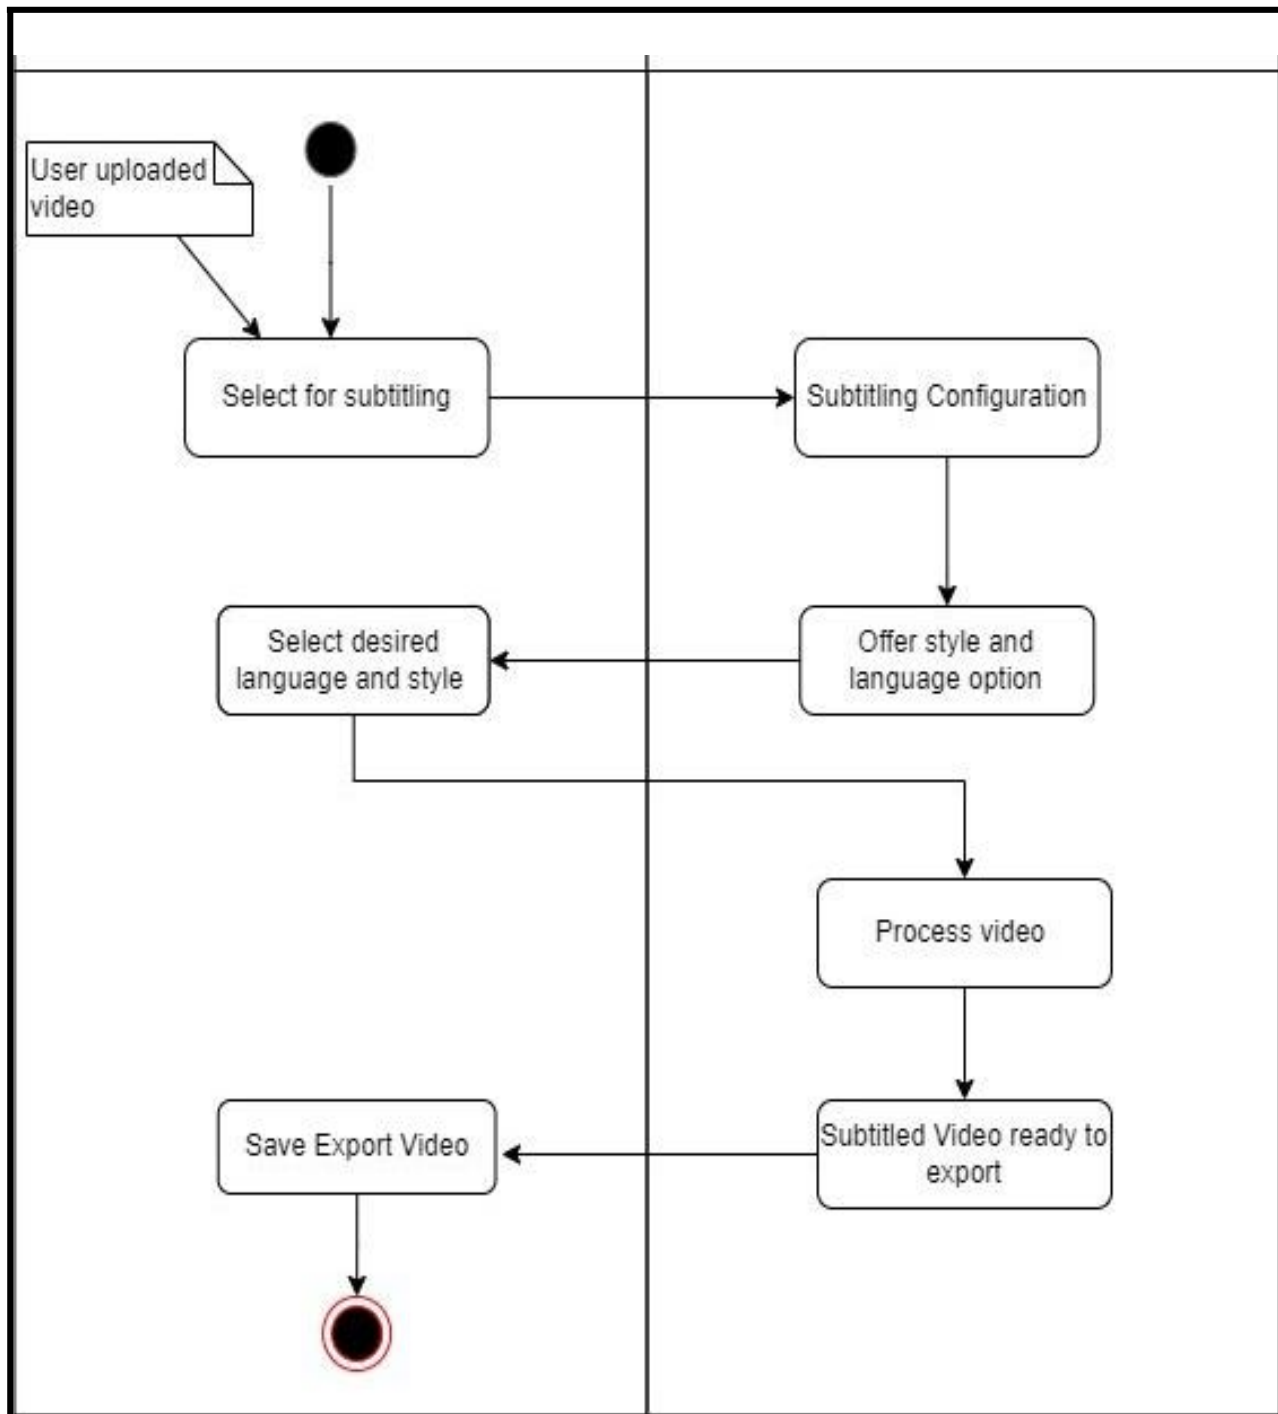 User uploaded
video
Select for subtitling
Subtitling Configuration
Offer style and
language option
Select desired
language and style
Process video
Subtitled Video ready to
export
Save Export Video